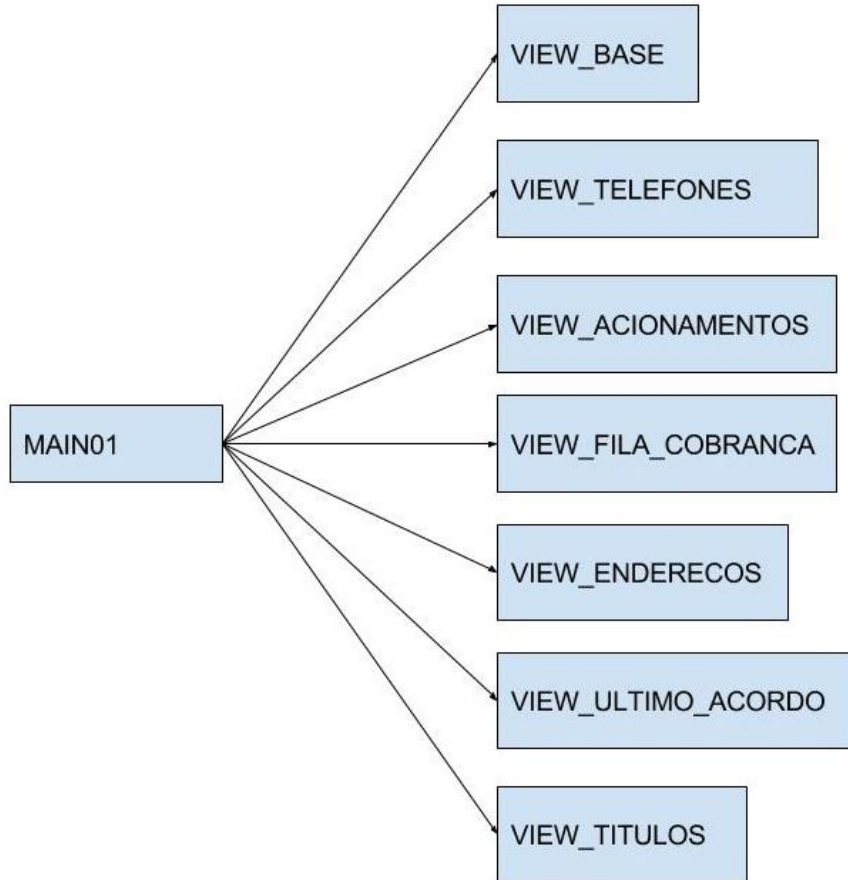 VIEW_BASE
VIEW_TELEFONES
VIEW_ACIONAMENTOS
MAIN01
VIEW_FILA_COBRANCA
VIEW_ENDERECOS
VIEW_ULTIMO_ACORDO
VIEW_TITULOS